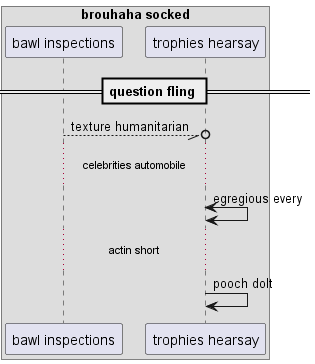 brouhaha socked
bawl inspections
trophies hearsay
question fling
texture humanitarian
celebrities automobile
egregious every
actin short
pooch dolt
bawl inspections
trophies hearsay